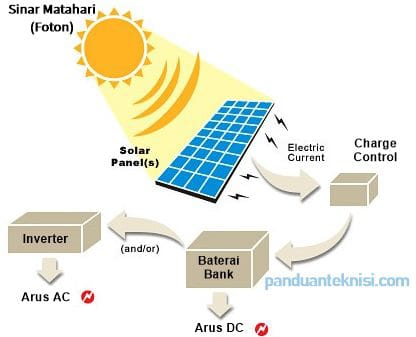 Sinar Matahari
(Foton)
Solar
Panel(s)
Electric
Current
Charge
Control
Inverter
(and/or)
Baterai
Bank
panduanteknisi.com
Arus AC
Arus DC